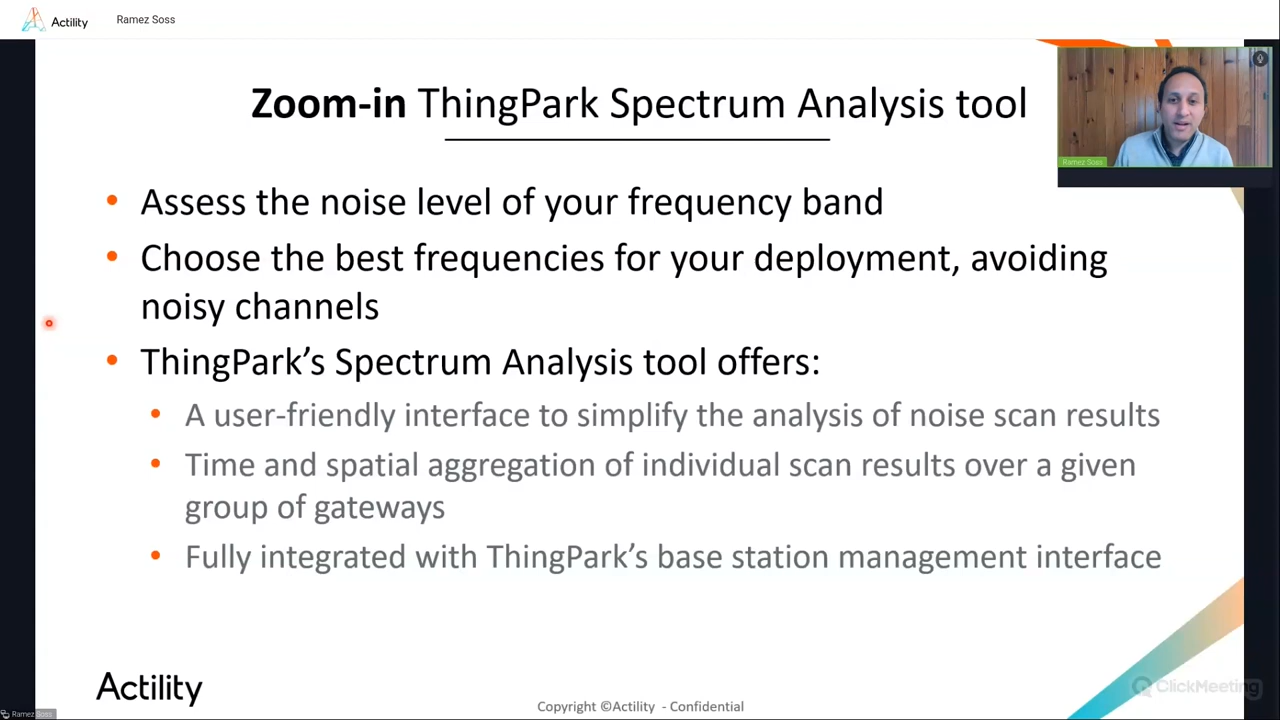 Actility
Ramez Soss
Zoom-in ThingPark Spectrum Analysis tool
Ramez Soss
• Assess the noise level of your frequency band
• Choose the best frequencies for your deployment, avoiding
noisy channels
• ThingPark’s Spectrum Analysis tool offers:
• A user-friendly interface to simplify the analysis of noise scan results
• Time and spatial aggregation of individual scan results over a given
group of gateways
• Fully integrated with ThingPark’s base station management interface
Actility
ClickMeeting
Copyright ©Actility - Confidential
Ramez Soss